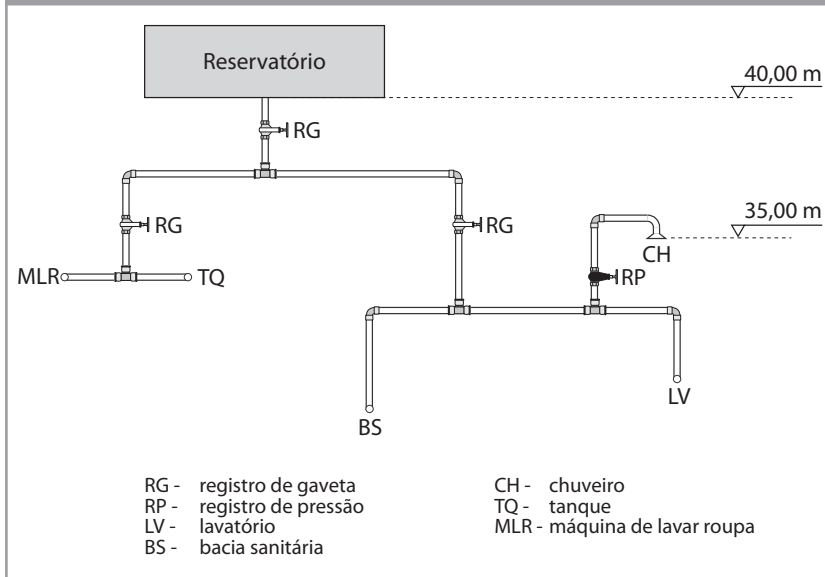 Reservatório
40,00 m
RG
RG
RG
35,00 m
CH
MLR
TQ
RP
LV
BS
RG - registro de gaveta
RP - registro de pressão
LV - lavatório
BS - bacia sanitária
CH - chuveiro
TQ - tanque
MLR - máquina de lavar roupa